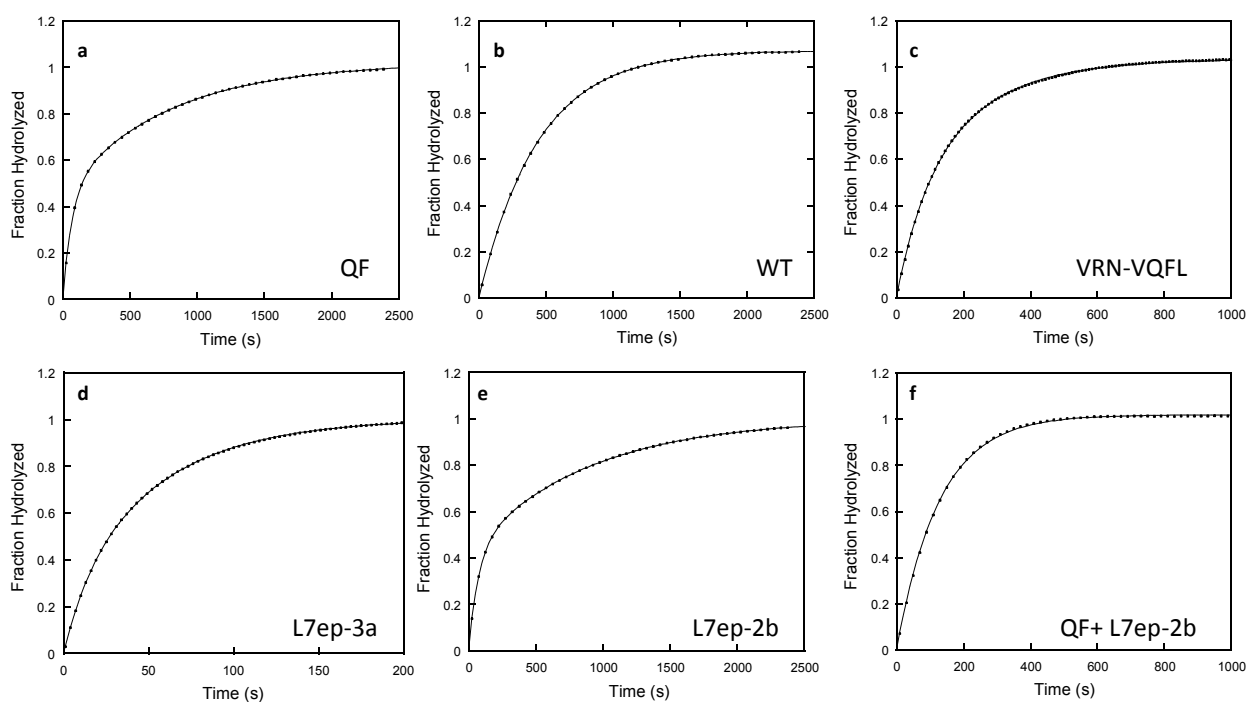 a
1.2
1
0.8
0.6
0.4
0.2
0
Fraction Hydrolyzed
QF
0 500 1000 1500 2000 2500
Time (s)
b
1.2
1
0.8
0.6
0.4
0.2
0
Fraction Hydrolyzed
WT
0 500 1000 1500 2000 2500
Time (s)
c
1.2
1
0.8
0.6
0.4
0.2
0
Fraction Hydrolyzed
VRN-VQFL
0 200 400 600 800 1000
Time (s)
d
1.2
1
0.8
0.6
0.4
0.2
0
Fraction Hydrolyzed
L7ep-3a
0 50 100 150 200
Time (s)
e
1.2
1
0.8
0.6
0.4
0.2
0
Fraction Hydrolyzed
L7ep-2b
0 500 1000 1500 2000 2500
Time (s)
f
1.2
1
0.8
0.6
0.4
0.2
0
Fraction Hydrolyzed
QF+ L7ep-2b
0 200 400 600 800 1000
Time (s)